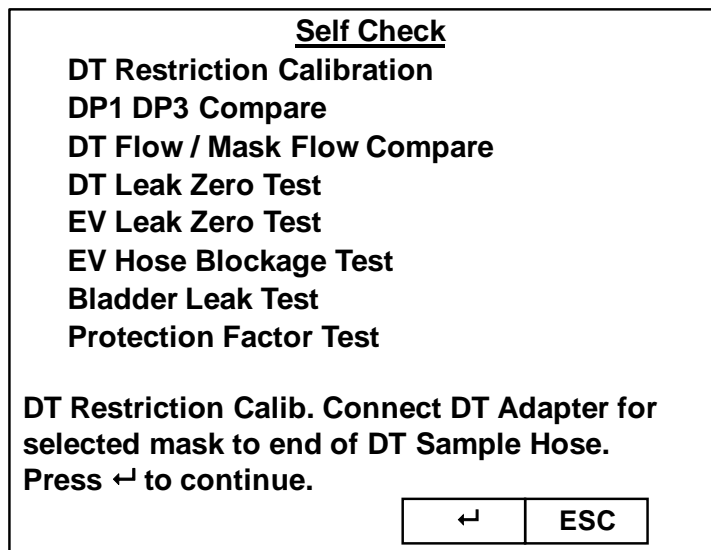 Self Check
DT Restriction Calibration
DP1 DP3 Compare
DT Flow / Mask Flow Compare
DT Leak Zero Test
EV Leak Zero Test
EV Hose Blockage Test
Bladder Leak Test
Protection Factor Test
DT Restriction Calib. Connect DT Adapter for
selected mask to end of DT Sample Hose.
Press ↵ to continue.
↵ ESC